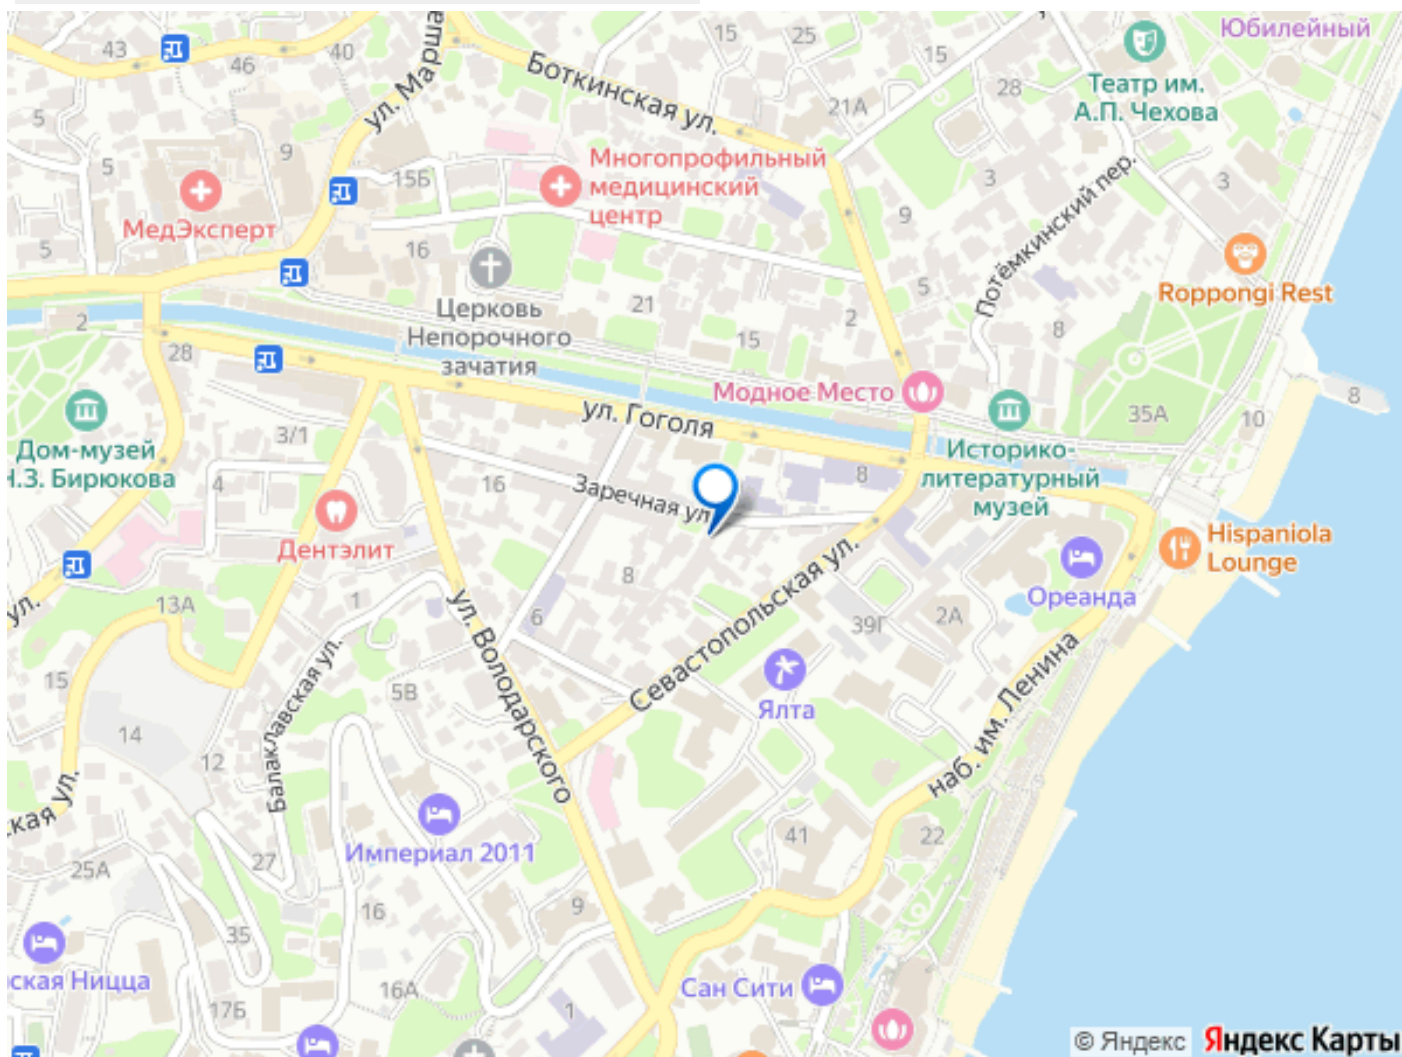 Юбилейный
43
46
40
ул. Марша
15
25
15
Боткинская ул.
28
21А
Театр им.
А.П. Чехова
5
5
9
15Б
Многопрофильный
медицинский
центр
3
3
Потёмкинский пер.
МедЭксперт
5
16
9
5
Roppongi Rest
Церковь
Непорочного
зачатия
21
15
2
8
2
28
Модное Место
8
35А
10
ул. Гоголя
Дом-музей
Н.З. Бирюкова
3/1
4
16
Заречная ул.
8
Историко-
литературный
музей
Дентэлит
Hispaniola
Lounge
8
Ореанда
ул.
13А
1
6
2А
39Г
ул. Володарского
Севастопольская ул.
Балаклавская ул.
15
5В
Ялта
наб. им. Ленина
14
12
ская ул.
Империал 2011
41
22
25А
27
16
9
35
ская Ницца
16А
17Б
1
Сан Сити
© Яндекс Яндекс Карты